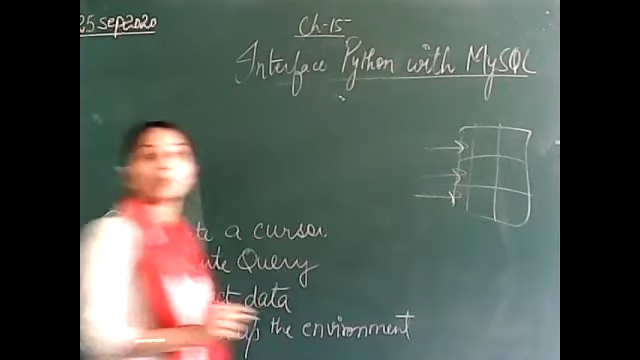 25 Sep 2020
Ch-15
Interface Python with MySQL
a cursor.
Query
data
the environment